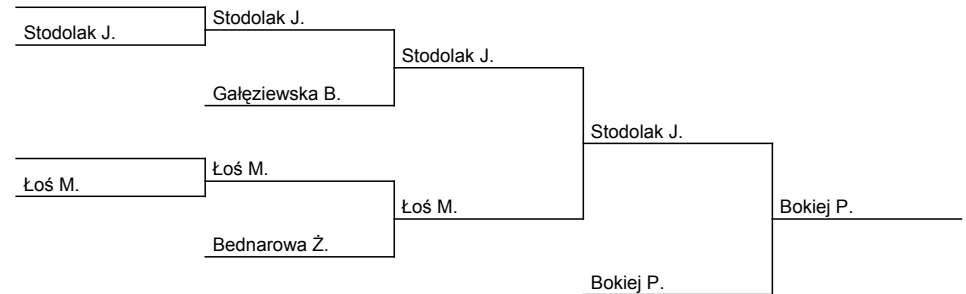 Stodolak J.
Stodolak J.
Stodolak J.
Gałęziewska B.
Stodolak J.
Łoś M.
Łoś M.
Łoś M.
Bokiej P.
Bednarowa Ż.
Bokiej P.